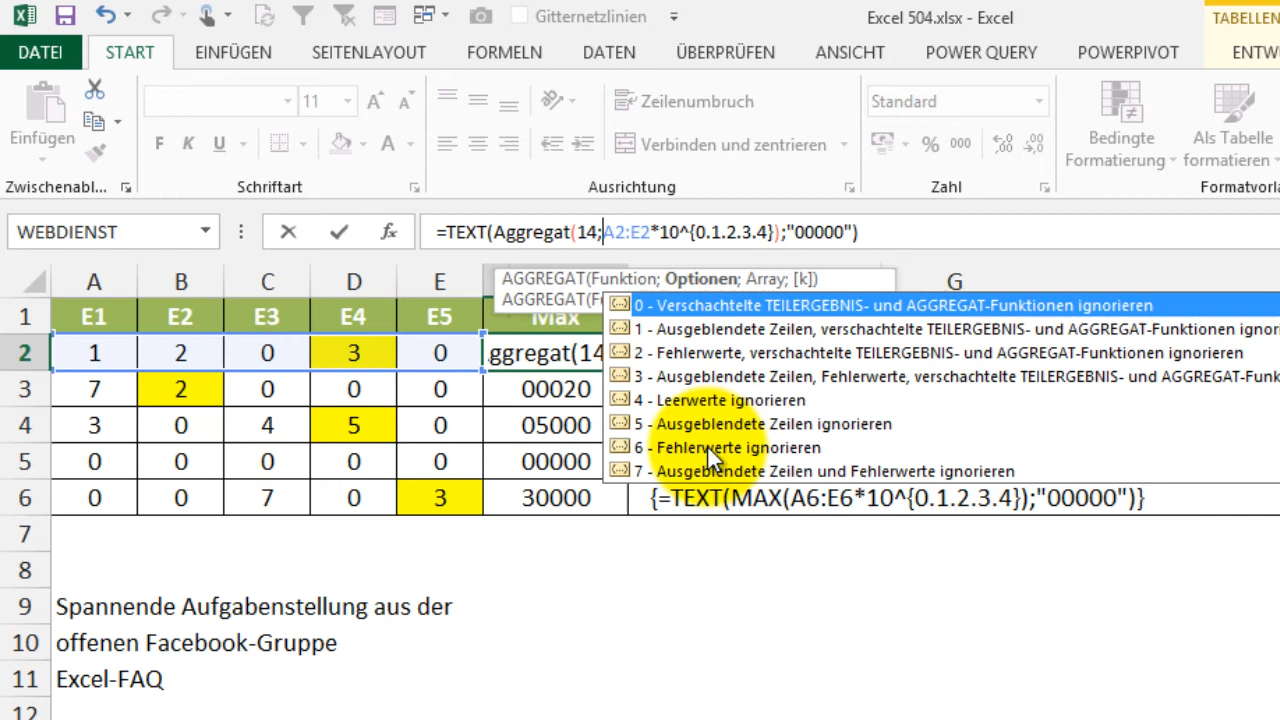 Gitternetzlinien
Excel 504.xlsx - Excel
TABELLEN
DATEI START EINFÜGEN SEITENLAYOUT FORMELN DATEN ÜBERPRÜFEN ANSICHT POWER QUERY POWERPIVOT ENTW
11 A A
Zeilenumbruch
Standard
Einfügen
F K U
A
Verbinden und zentrieren
% 000
Bedingte
Formatierung
Als Tabelle
formatieren
Zwischenabl... Schriftart Ausrichtung Zahl Formatvorla
WEBDIENST
fx
=TEXT(Aggregat(14;A2:E2*10^{0.1.2.3.4});"00000")
AGGREGAT(Funktion; Optionen; Array; [k])
AGGREGAT(F
0 - Verschachtelte TEILERGEBNIS- und AGGREGAT-Funktionen ignorieren
1 - Ausgeblendete Zeilen, verschachtelte TEILERGEBNIS- und AGGREGAT-Funktionen ignori
2 - Fehlerwerte, verschachtelte TEILERGEBNIS- und AGGREGAT-Funktionen ignorieren
3 - Ausgeblendete Zeilen, Fehlerwerte, verschachtelte TEILERGEBNIS- und AGGREGAT-Funk
4 - Leerwerte ignorieren
5 - Ausgeblendete Zeilen ignorieren
6 - Fehlerwerte ignorieren
7 - Ausgeblendete Zeilen und Fehlerwerte ignorieren
A B C D E G
1 E1 E2 E3 E4 E5 Max
2 1 2 0 3 0 ggregat(14
3 7 2 0 0 0 00020
4 3 0 4 5 0 05000
5 0 0 0 0 0 00000
6 0 0 7 0 3 30000 {=TEXT(MAX(A6:E6*10^{0.1.2.3.4});"00000")}
7
8
9 Spannende Aufgabenstellung aus der
10 offenen Facebook-Gruppe
11 Excel-FAQ
12